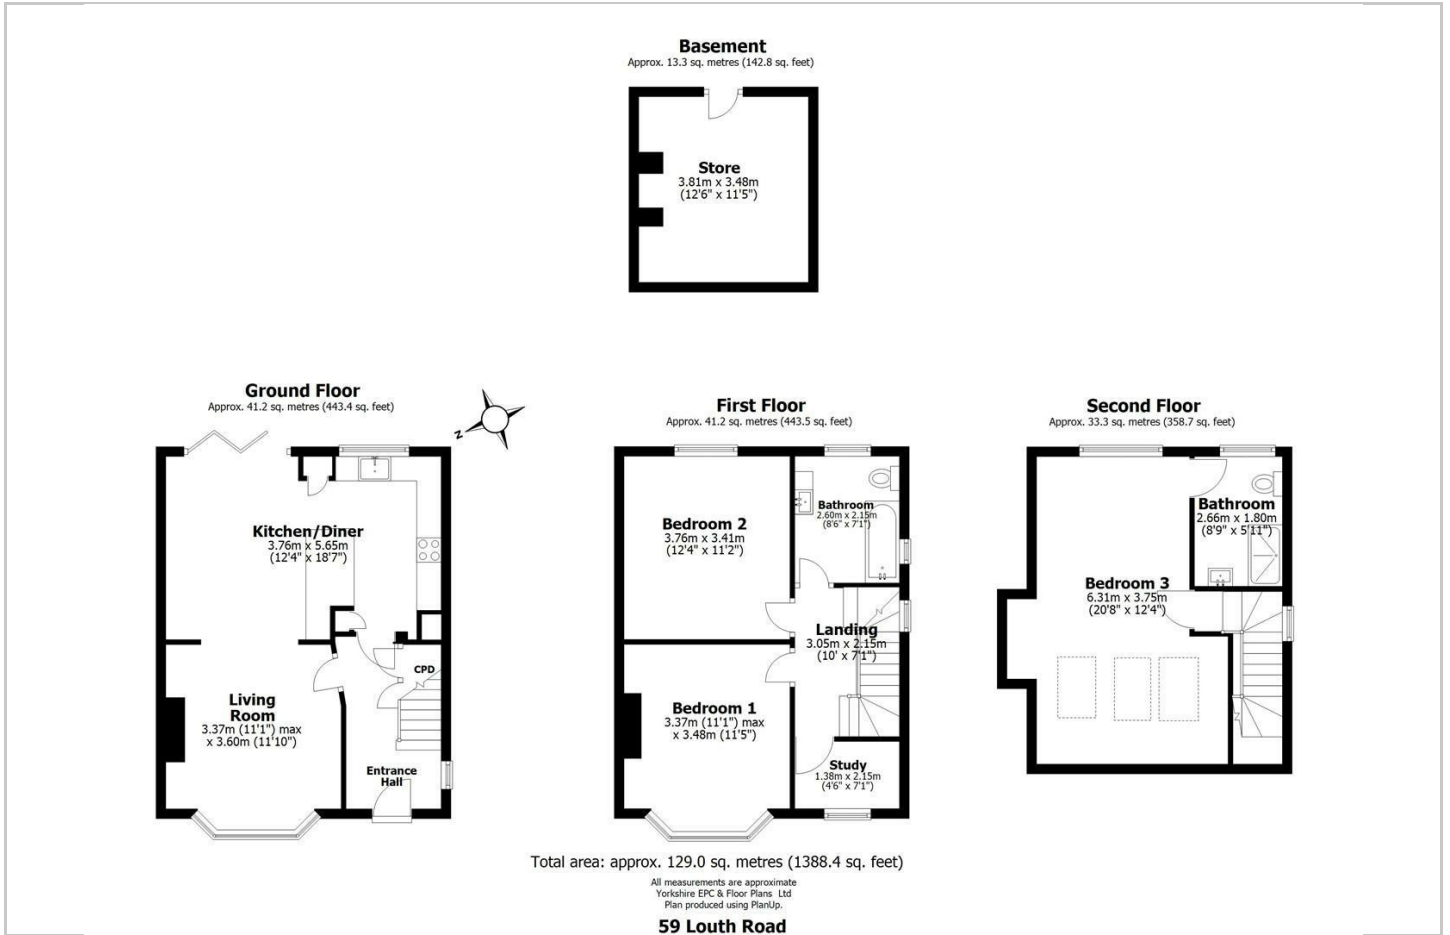 Basement
Approx. 13.3 sq. metres (142.8 sq. feet)
Store
3.81m x 3.48m
(12'6" x 11'5")
Ground Floor
Approx. 41.2 sq. metres (443.4 sq. feet)
N
Kitchen/Diner
3.76m x 5.65m
(12'4" x 18'7")
CPD
Living
Room
3.37m (11'1") max
x 3.60m (11'10")
Entrance
Hall
First Floor
Approx. 41.2 sq. metres (443.5 sq. feet)
Bedroom 2
3.76m x 3.41m
(12'4" x 11'2")
Bathroom
2.60m x 2.15m
(8'6" x 7'1")
Landing
3.05m x 2.15m
(10' x 7'1")
Bedroom 1
3.37m (11'1") max
x 3.48m (11'5")
Study
1.38m x 2.15m
(4'6" x 7'1")
Second Floor
Approx. 33.3 sq. metres (358.7 sq. feet)
Bathroom
2.66m x 1.80m
(8'9" x 5'11")
Bedroom 3
6.31m x 3.75m
(20'8" x 12'4")
Total area: approx. 129.0 sq. metres (1388.4 sq. feet)
All measurements are approximate
Yorkshire EPC & Floor Plans Ltd
Plan produced using PlanUp.
59 Louth Road